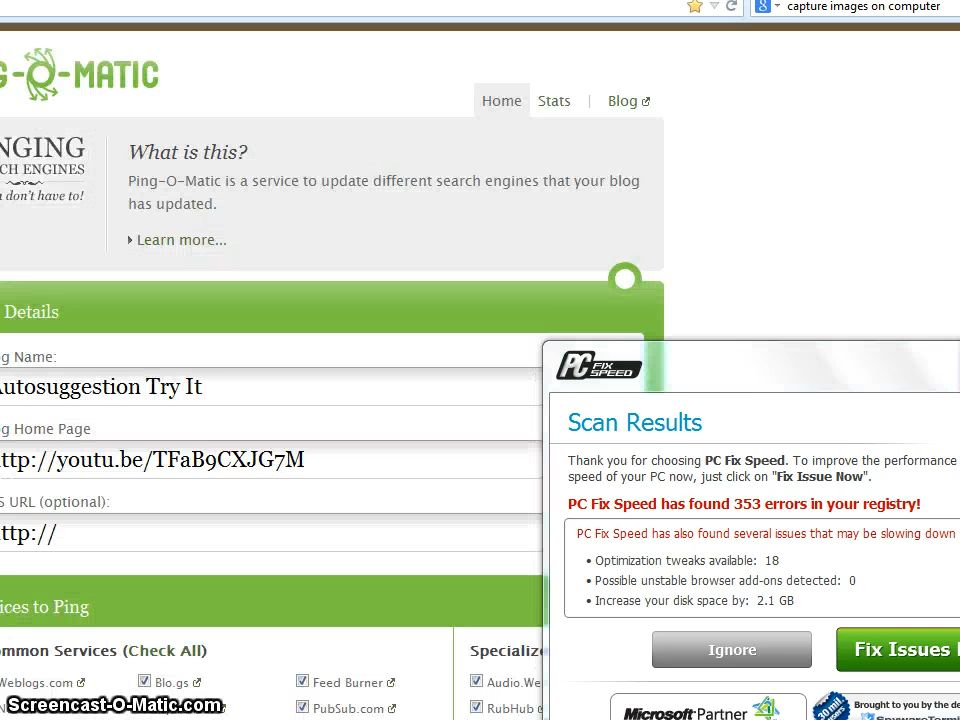 capture images on computer
G-O-MATIC
Home Stats | Blog
NGING
CH ENGINES
don't have to!
What is this?
Ping-O-Matic is a service to update different search engines that your blog
has updated.
Learn more...
Details
g Name:
Autosuggestion Try It
g Home Page
ttp://youtu.be/TFaB9CXJG7M
S URL (optional):
ttp://
ices to Ping
mmon Services (Check All)
Specialize
Weblogs.com
Blo.gs
Feed Burner
Audio.We
PubSub.com
RubHub
PC FIX SPEED
Scan Results
Thank you for choosing PC Fix Speed. To improve the performance
speed of your PC now, just click on "Fix Issue Now".
PC Fix Speed has found 353 errors in your registry!
PC Fix Speed has also found several issues that may be slowing down
• Optimization tweaks available: 18
• Possible unstable browser add-ons detected: 0
• Increase your disk space by: 2.1 GB
Ignore
Fix Issues
Microsoft Partner
30 mil
Brought to you by the de
SpywareTermi
Screencast-O-Matic.com